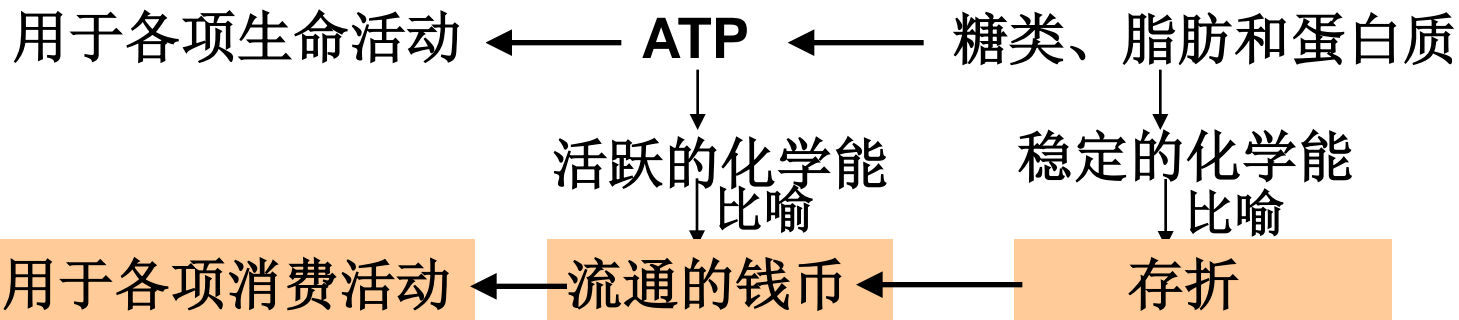 用于各项生命活动 ATP 糖类、脂肪和蛋白质
活跃的化学能 稳定的化学能
比喻 比喻
用于各项消费活动 流通的钱币 存折